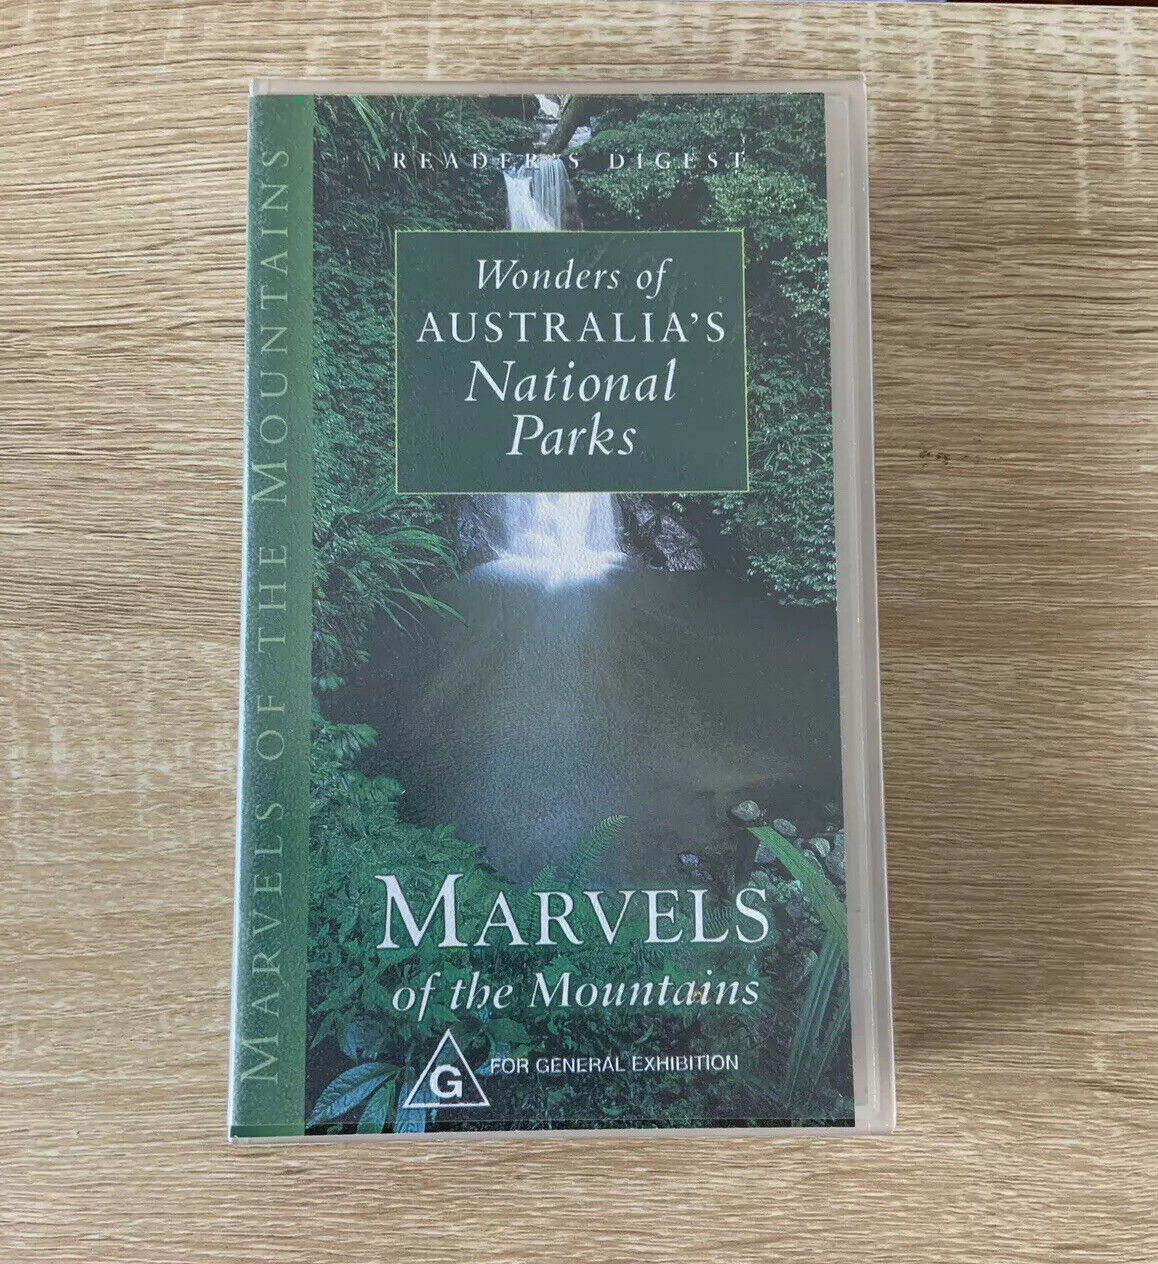 READER'S DIGEST
Wonders of
AUSTRALIA'S
National
Parks
MARVELS
of the Mountains
G
FOR GENERAL EXHIBITION
MARVELS OF THE MOUNTAINS